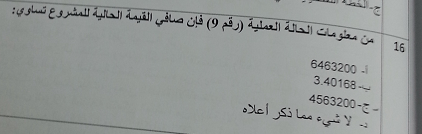 16 من معلومات الحالة العملية (رقم 9) فإن صافي القيمة الحالية للمشروع تساوي:
أ- 6463200
ب- 3.40168
ج- 4563200
د- لا شيء مما ذكر أعلاه